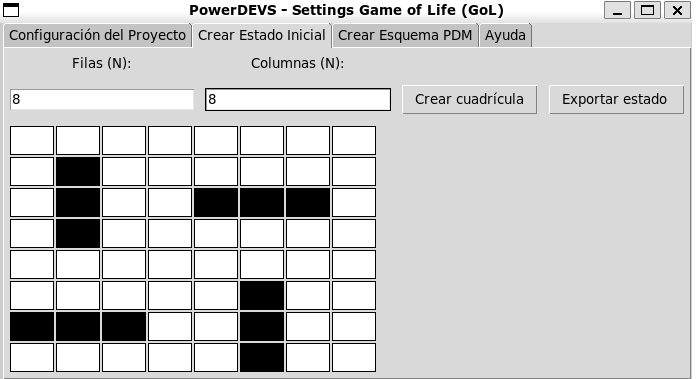 PowerDEVS - Settings Game of Life (GoL)
Configuración del Proyecto Crear Estado Inicial Crear Esquema PDM Ayuda
Filas (N): Columnas (N):
8 8 Crear cuadrícula Exportar estado